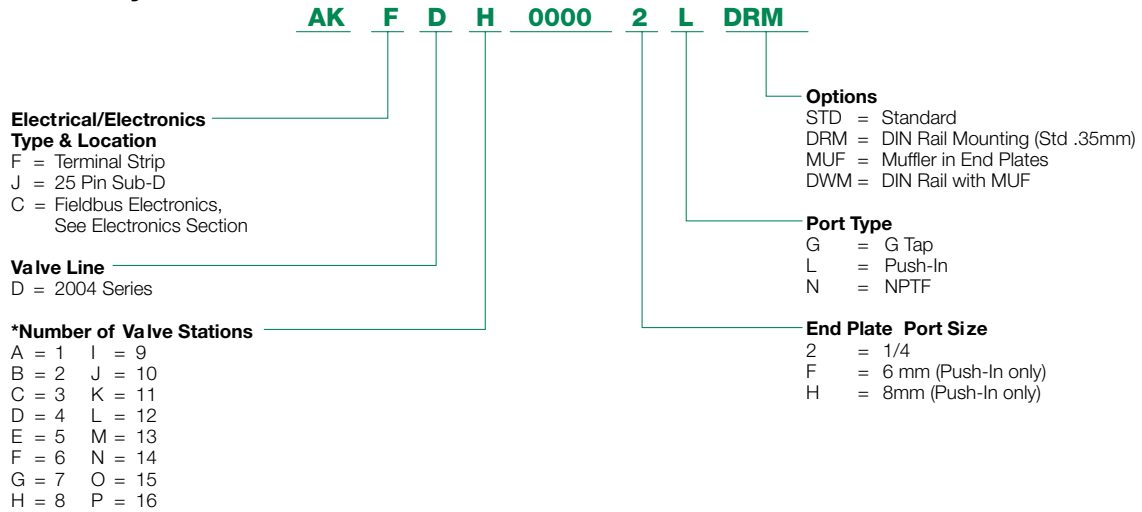 AK F D H 0000 2 L DRM
Electrical/Electronics
Type & Location
F = Terminal Strip
J = 25 Pin Sub-D
C = Fieldbus Electronics,
See Electronics Section
Valve Line
D = 2004 Series
*Number of Valve Stations
A = 1 I = 9
B = 2 J = 10
C = 3 K = 11
D = 4 L = 12
E = 5 M = 13
F = 6 N = 14
G = 7 O = 15
H = 8 P = 16
Options
STD = Standard
DRM = DIN Rail Mounting (Std .35mm)
MUF = Muffler in End Plates
DWM = DIN Rail with MUF
Port Type
G = G Tap
L = Push-In
N = NPTF
End Plate Port Size
2 = 1/4
F = 6 mm (Push-In only)
H = 8mm (Push-In only)